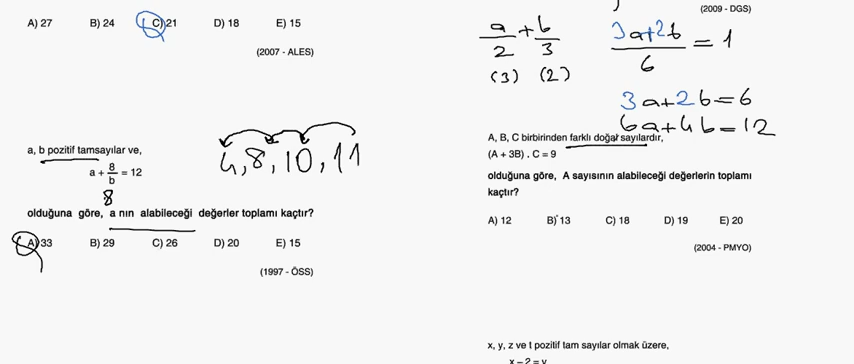 A) 27 B) 24 C) 21 D) 18 E) 15
(2007 - ALES)
a, b pozitif tamsayılar ve,
a + 8/b = 12
8
4, 8, 10, 11
olduğuna göre, a nın alabileceği değerler toplamı kaçtır?
A) 33 B) 29 C) 26 D) 20 E) 15
(1997 - ÖSS)
(2009 - DGS)
a/2 + b/3
(3) (2)
3a+2b/6 = 1
3a+2b=6
6a+4b=12
A, B, C birbirinden farklı doğal sayılardır,
(A + 3B) . C = 9
olduğuna göre, A sayısının alabileceği değerlerin toplamı
kaçtır?
A) 12 B) 13 C) 18 D) 19 E) 20
(2004 - PMYO)
x, y, z ve t pozitif tam sayılar olmak üzere,
x – 2 = y